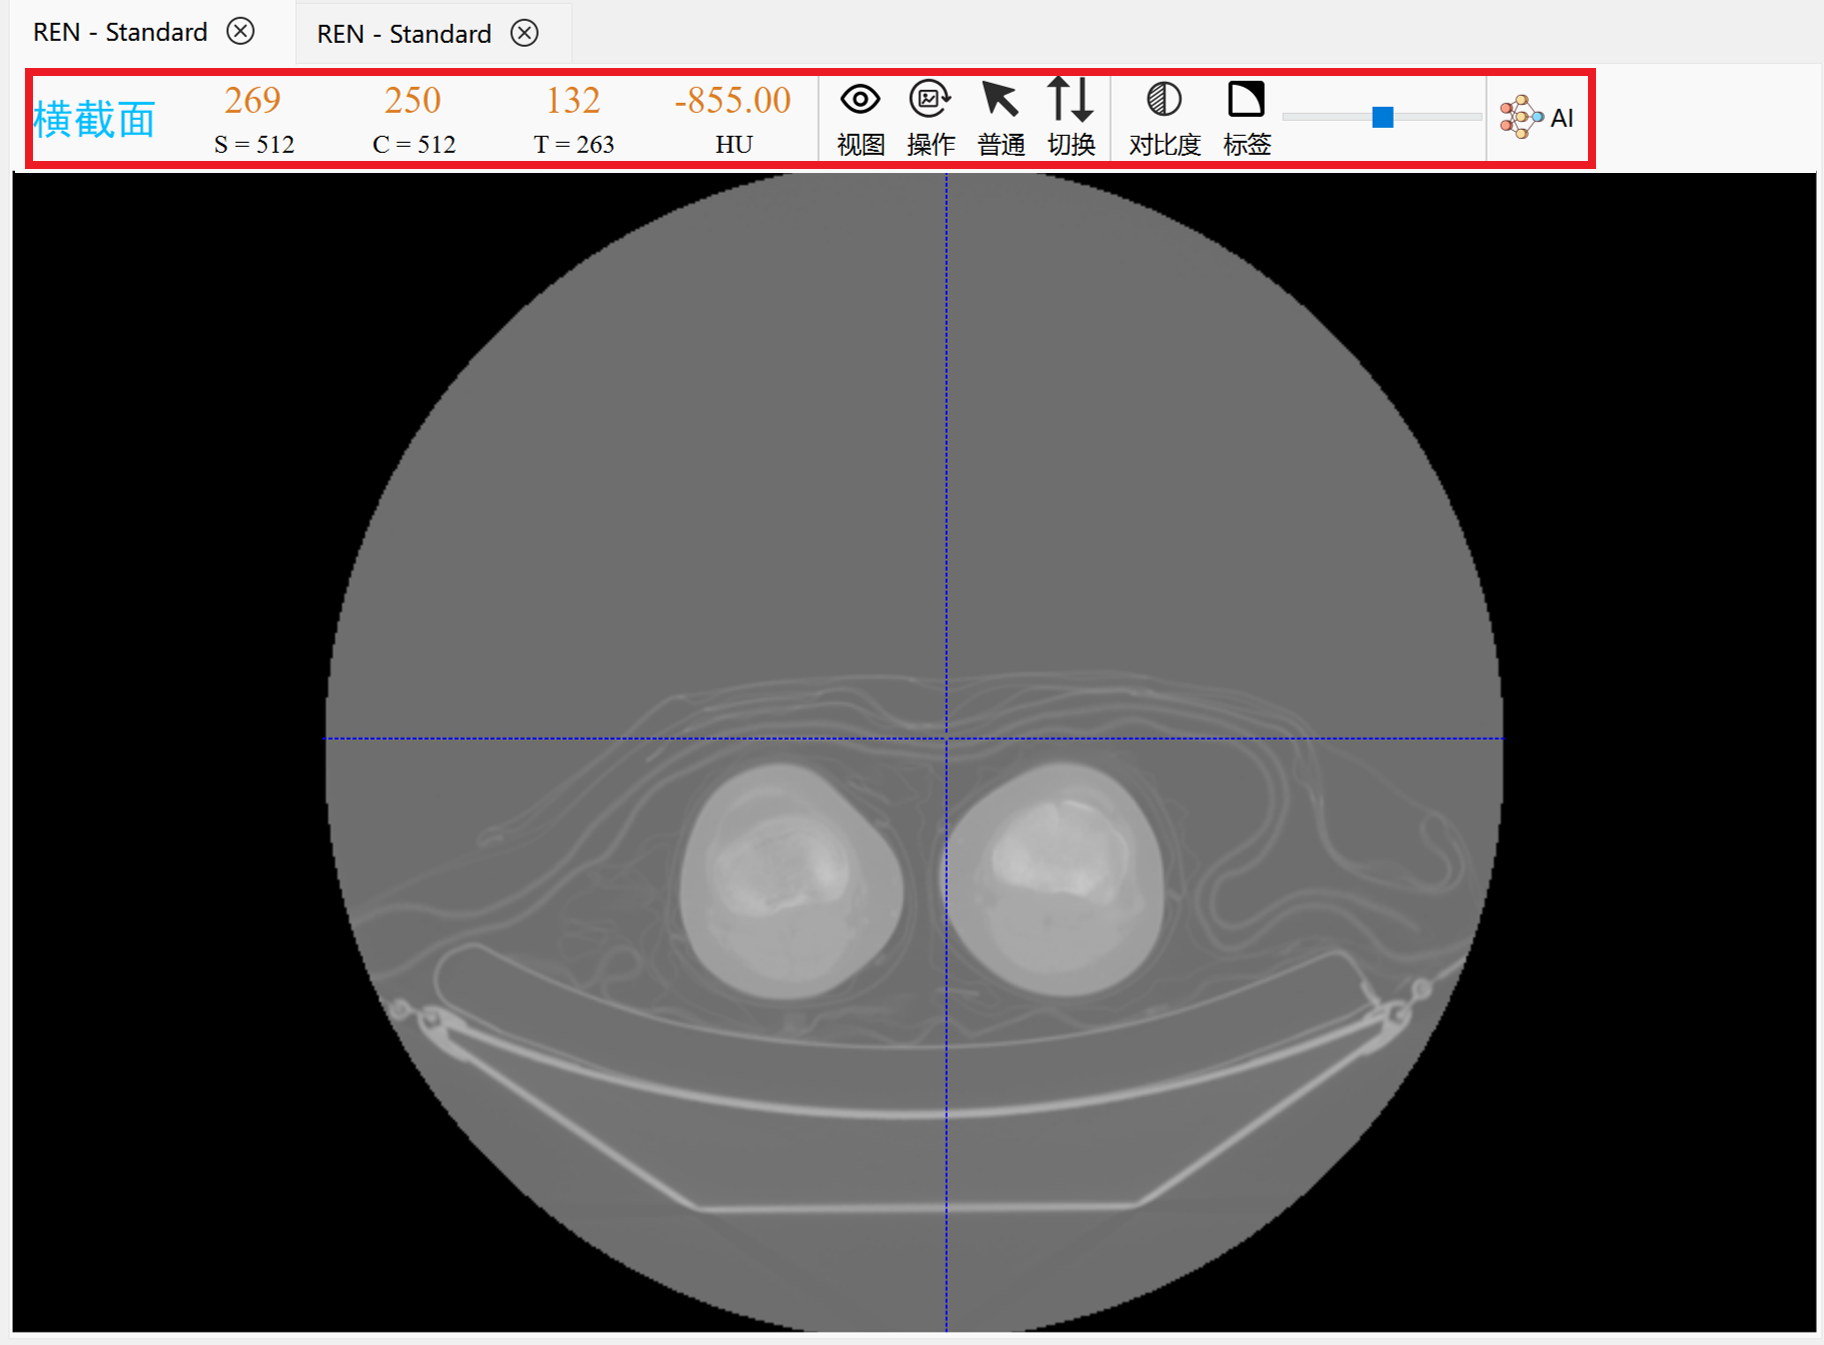 REN - Standard
REN - Standard
横截面
269 250 132 -855.00
S = 512 C = 512 T = 263 HU
视图 操作 普通 切换 对比度 标签
AI